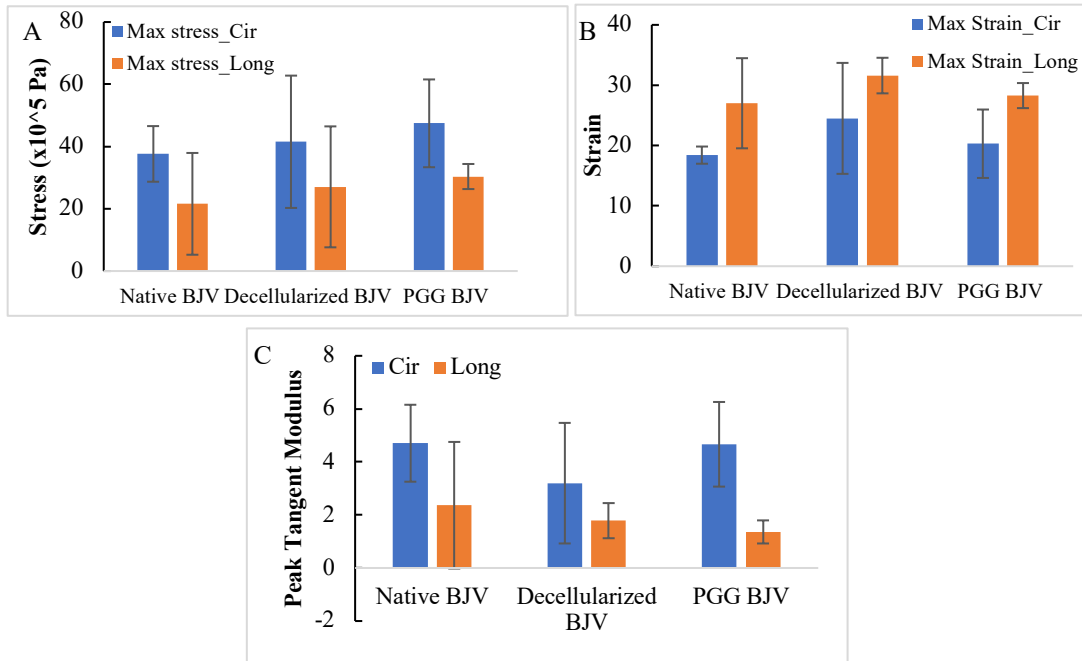 A
Max stress_Cir
Max stress_Long
Stress (x10^5 Pa)
80
60
40
20
0
Native BJV Decellularized BJV PGG BJV
B
Max Strain_Cir
Max Strain_Long
Strain
40
30
20
10
0
Native BJV Decellularized BJV PGG BJV
C
Cir Long
Peak Tangent Modulus
8
6
4
2
0
-2
Native BJV Decellularized PGG BJV
BJV